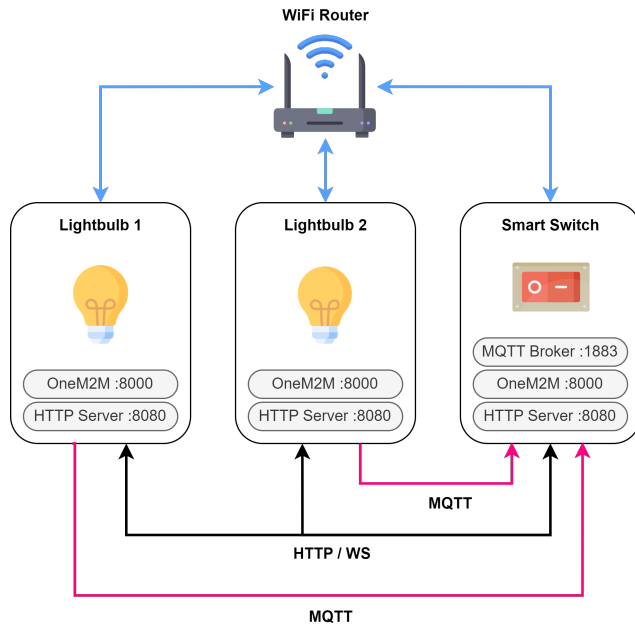 WiFi Router
Lightbulb 1
Lightbulb 2
Smart Switch
MQTT Broker :1883
OneM2M :8000
OneM2M :8000
OneM2M :8000
HTTP Server :8080
HTTP Server :8080
HTTP Server :8080
MQTT
HTTP / WS
MQTT